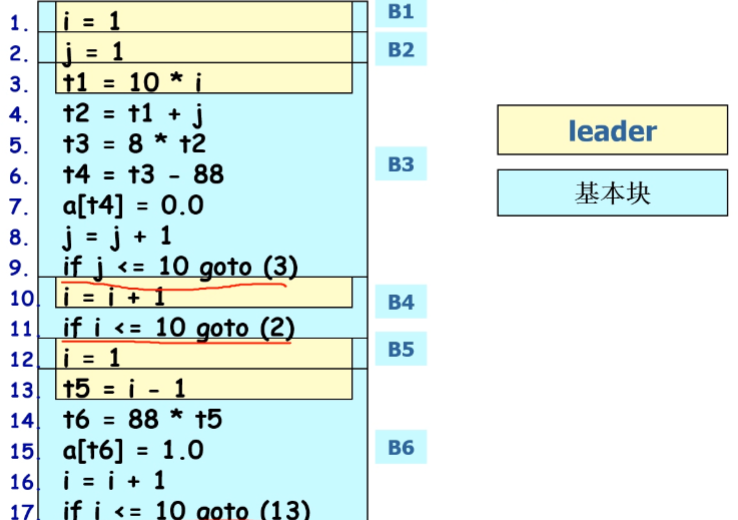 1. i = 1 B1
2. j = 1 B2
3. t1 = 10 * i
4. t2 = t1 + j
5. t3 = 8 * t2
6. t4 = t3 - 88
7. a[t4] = 0.0
8. j = j + 1
9. if j <= 10 goto (3)
B3
10 i = i + 1 B4
11 if i <= 10 goto (2)
12 i = 1 B5
13 t5 = i - 1
14 t6 = 88 * t5
15 a[t6] = 1.0 B6
16 i = i + 1
17 if i <= 10 goto (13)
leader
基本块